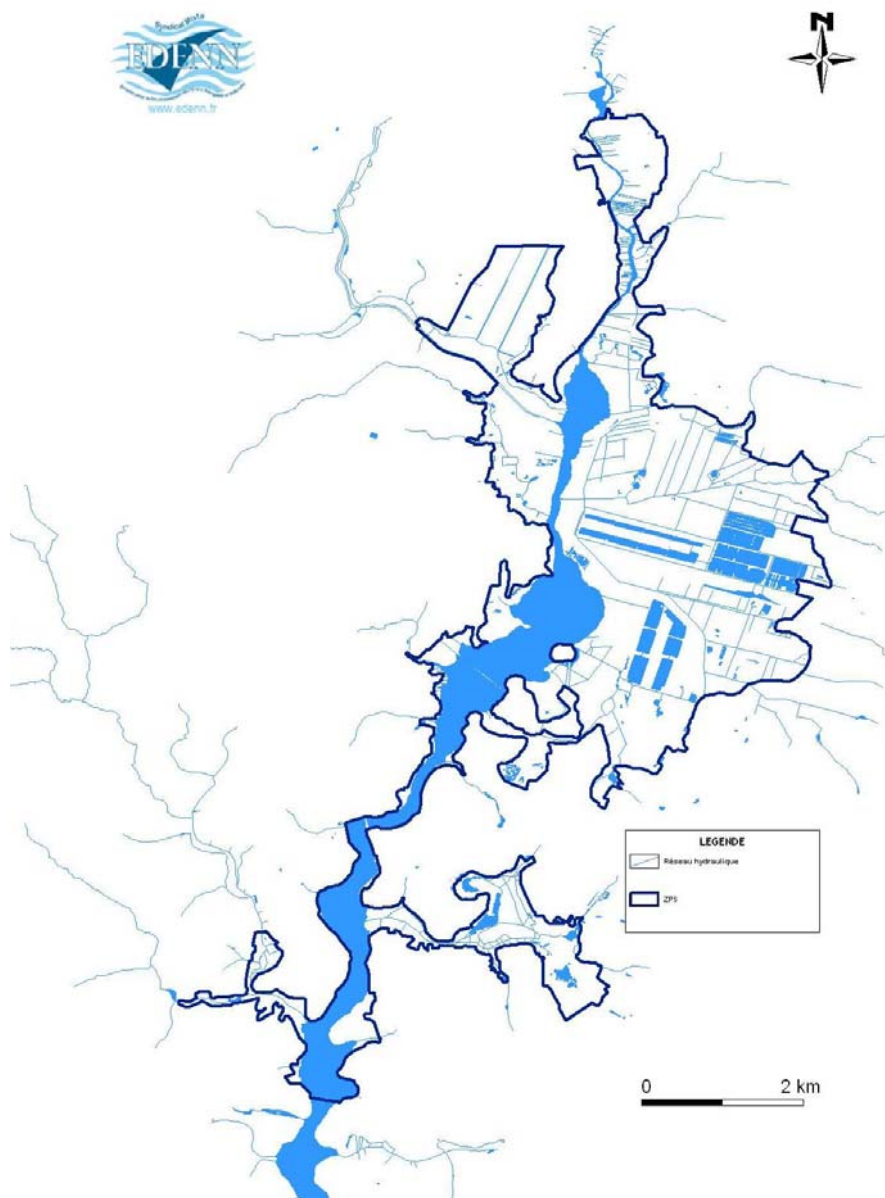 Syndicat Mixte
EDENN
www.edenn.fr
N
LEGENDE
Réseau hydraulique
ZPS
0 2 km